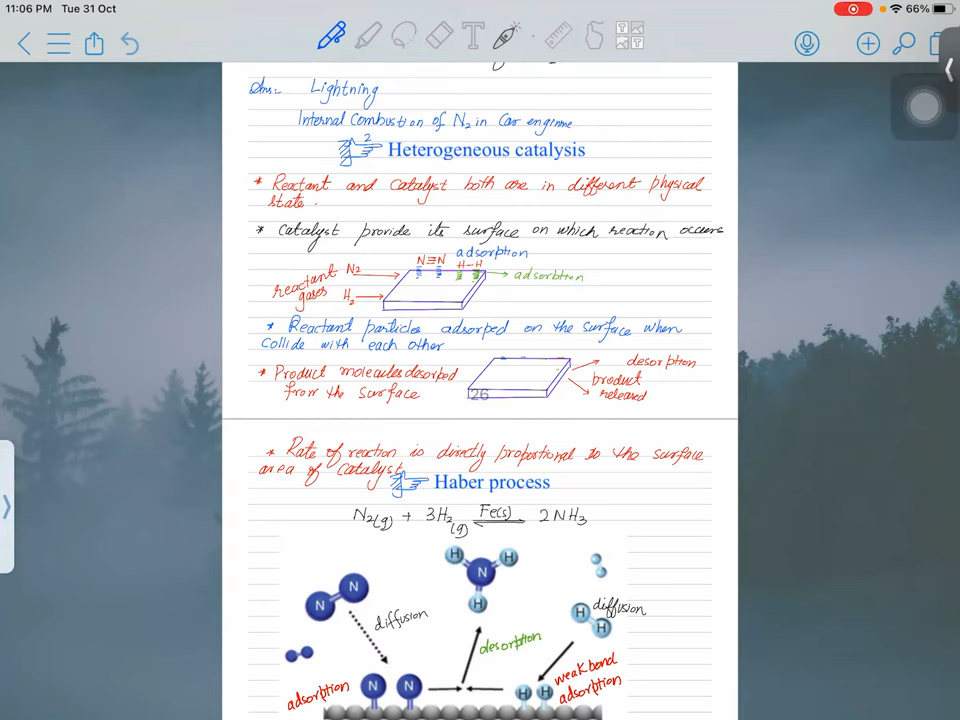 11:06 PM Tue 31 Oct
66%
Ans:- Lightning
Internal Combustion of N2 in Car enginne
2
Heterogeneous catalysis
* Reactant and catalyst both are in different physical
state.
* Catalyst provide its surface on which reaction occurs
adsorption
N≡N H-H
reactant N2
adsorbtion
gases H2
* Reactant particles adsorped on the surface when
Collide with each other
* Product molecules desorbed
from the surface
desorption
product
released
26
* Rate of reaction is directly proportional to the surface
area of catalyst
Haber process
N2(g) + 3H2(g) Fe(s) 2NH3
H N H
H
N N
diffusion
H H
diffusion
desorbtion
weak bond
adsorbtion
adsorbtion
N N
H H